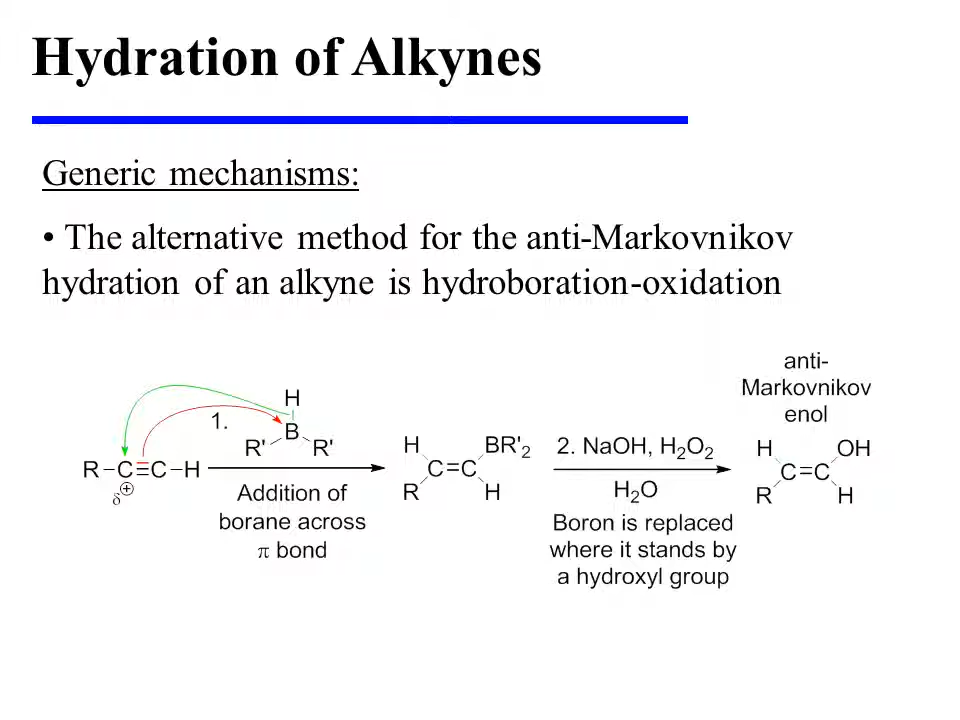 Hydration of Alkynes
Generic mechanisms:
• The alternative method for the anti-Markovnikov
hydration of an alkyne is hydroboration-oxidation
R–C≡C–H
δ⊕
1.
H
B
R' R'
Addition of
borane across
π bond
H BR'₂
C=C
R H
2. NaOH, H₂O₂
H₂O
Boron is replaced
where it stands by
a hydroxyl group
anti-
Markovnikov
enol
H OH
C=C
R H